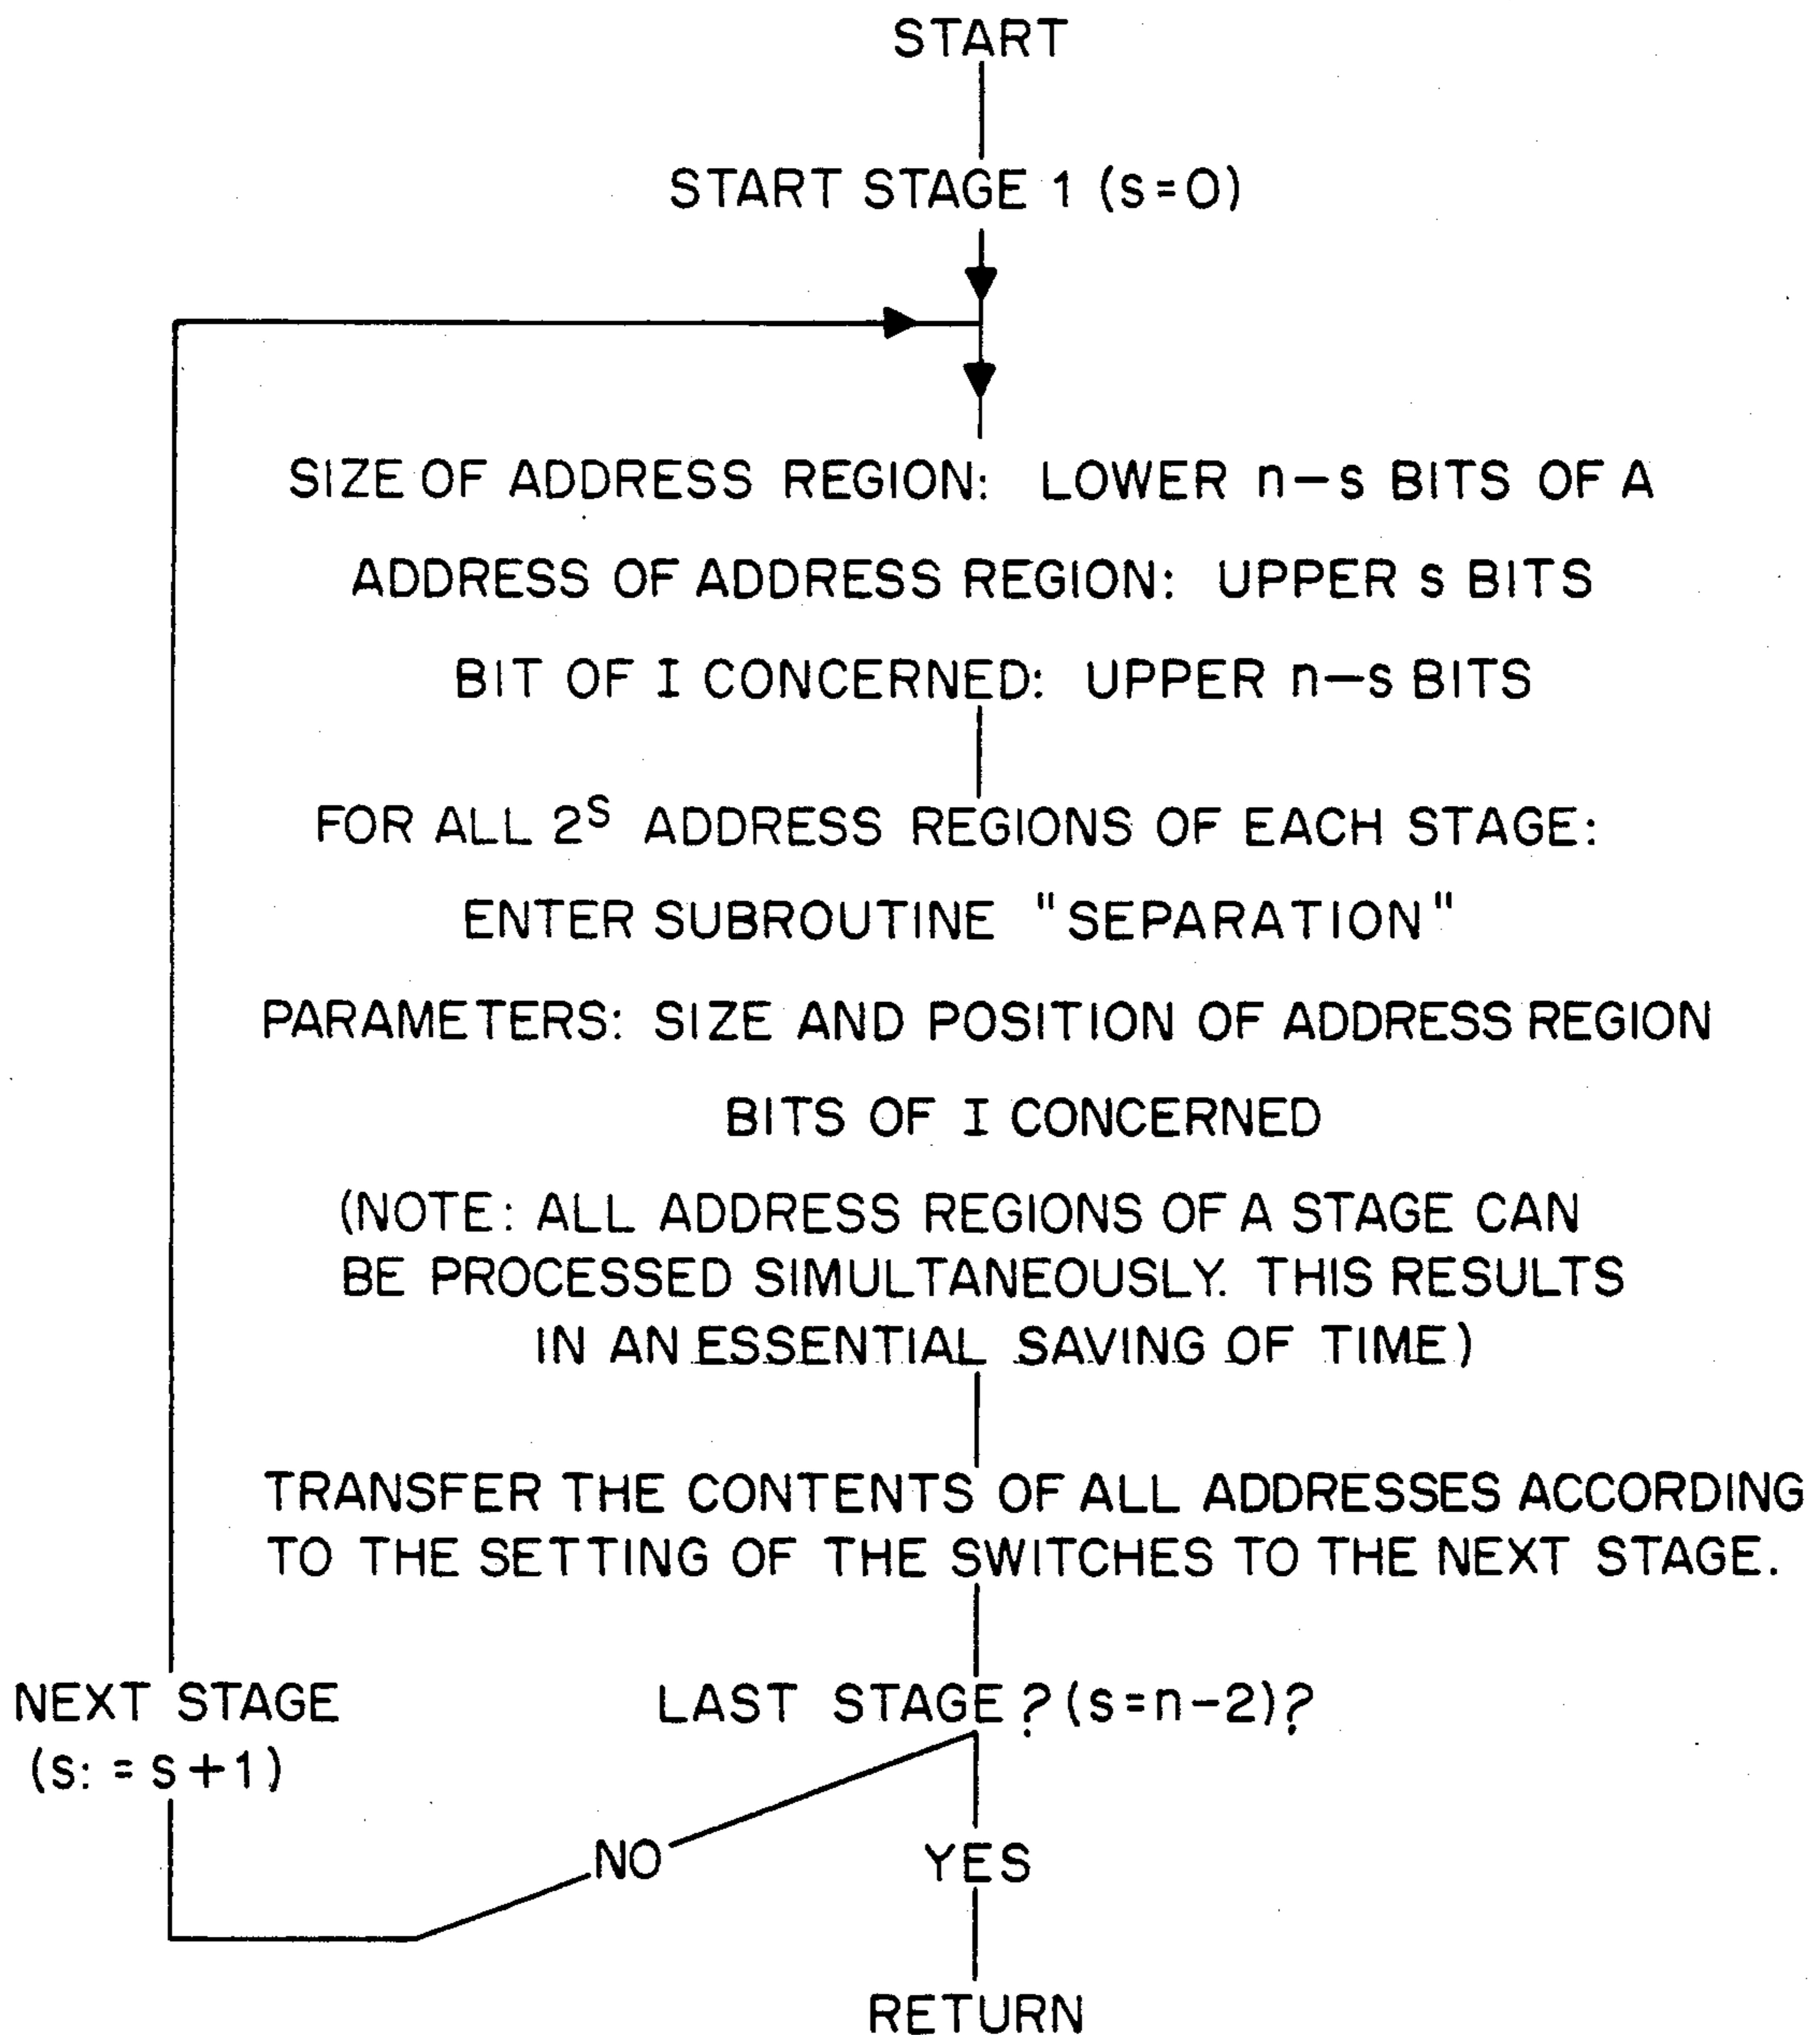 START
START STAGE 1 (s=0)
SIZE OF ADDRESS REGION: LOWER n–s BITS OF A
ADDRESS OF ADDRESS REGION: UPPER s BITS
BIT OF I CONCERNED: UPPER n–s BITS
FOR ALL 2ˢ ADDRESS REGIONS OF EACH STAGE:
ENTER SUBROUTINE "SEPARATION"
PARAMETERS: SIZE AND POSITION OF ADDRESS REGION
BITS OF I CONCERNED
(NOTE: ALL ADDRESS REGIONS OF A STAGE CAN
BE PROCESSED SIMULTANEOUSLY. THIS RESULTS
IN AN ESSENTIAL SAVING OF TIME)
TRANSFER THE CONTENTS OF ALL ADDRESSES ACCORDING
TO THE SETTING OF THE SWITCHES TO THE NEXT STAGE.
NEXT STAGE
(s: = s+1)
LAST STAGE? (s=n-2)?
NO
YES
RETURN